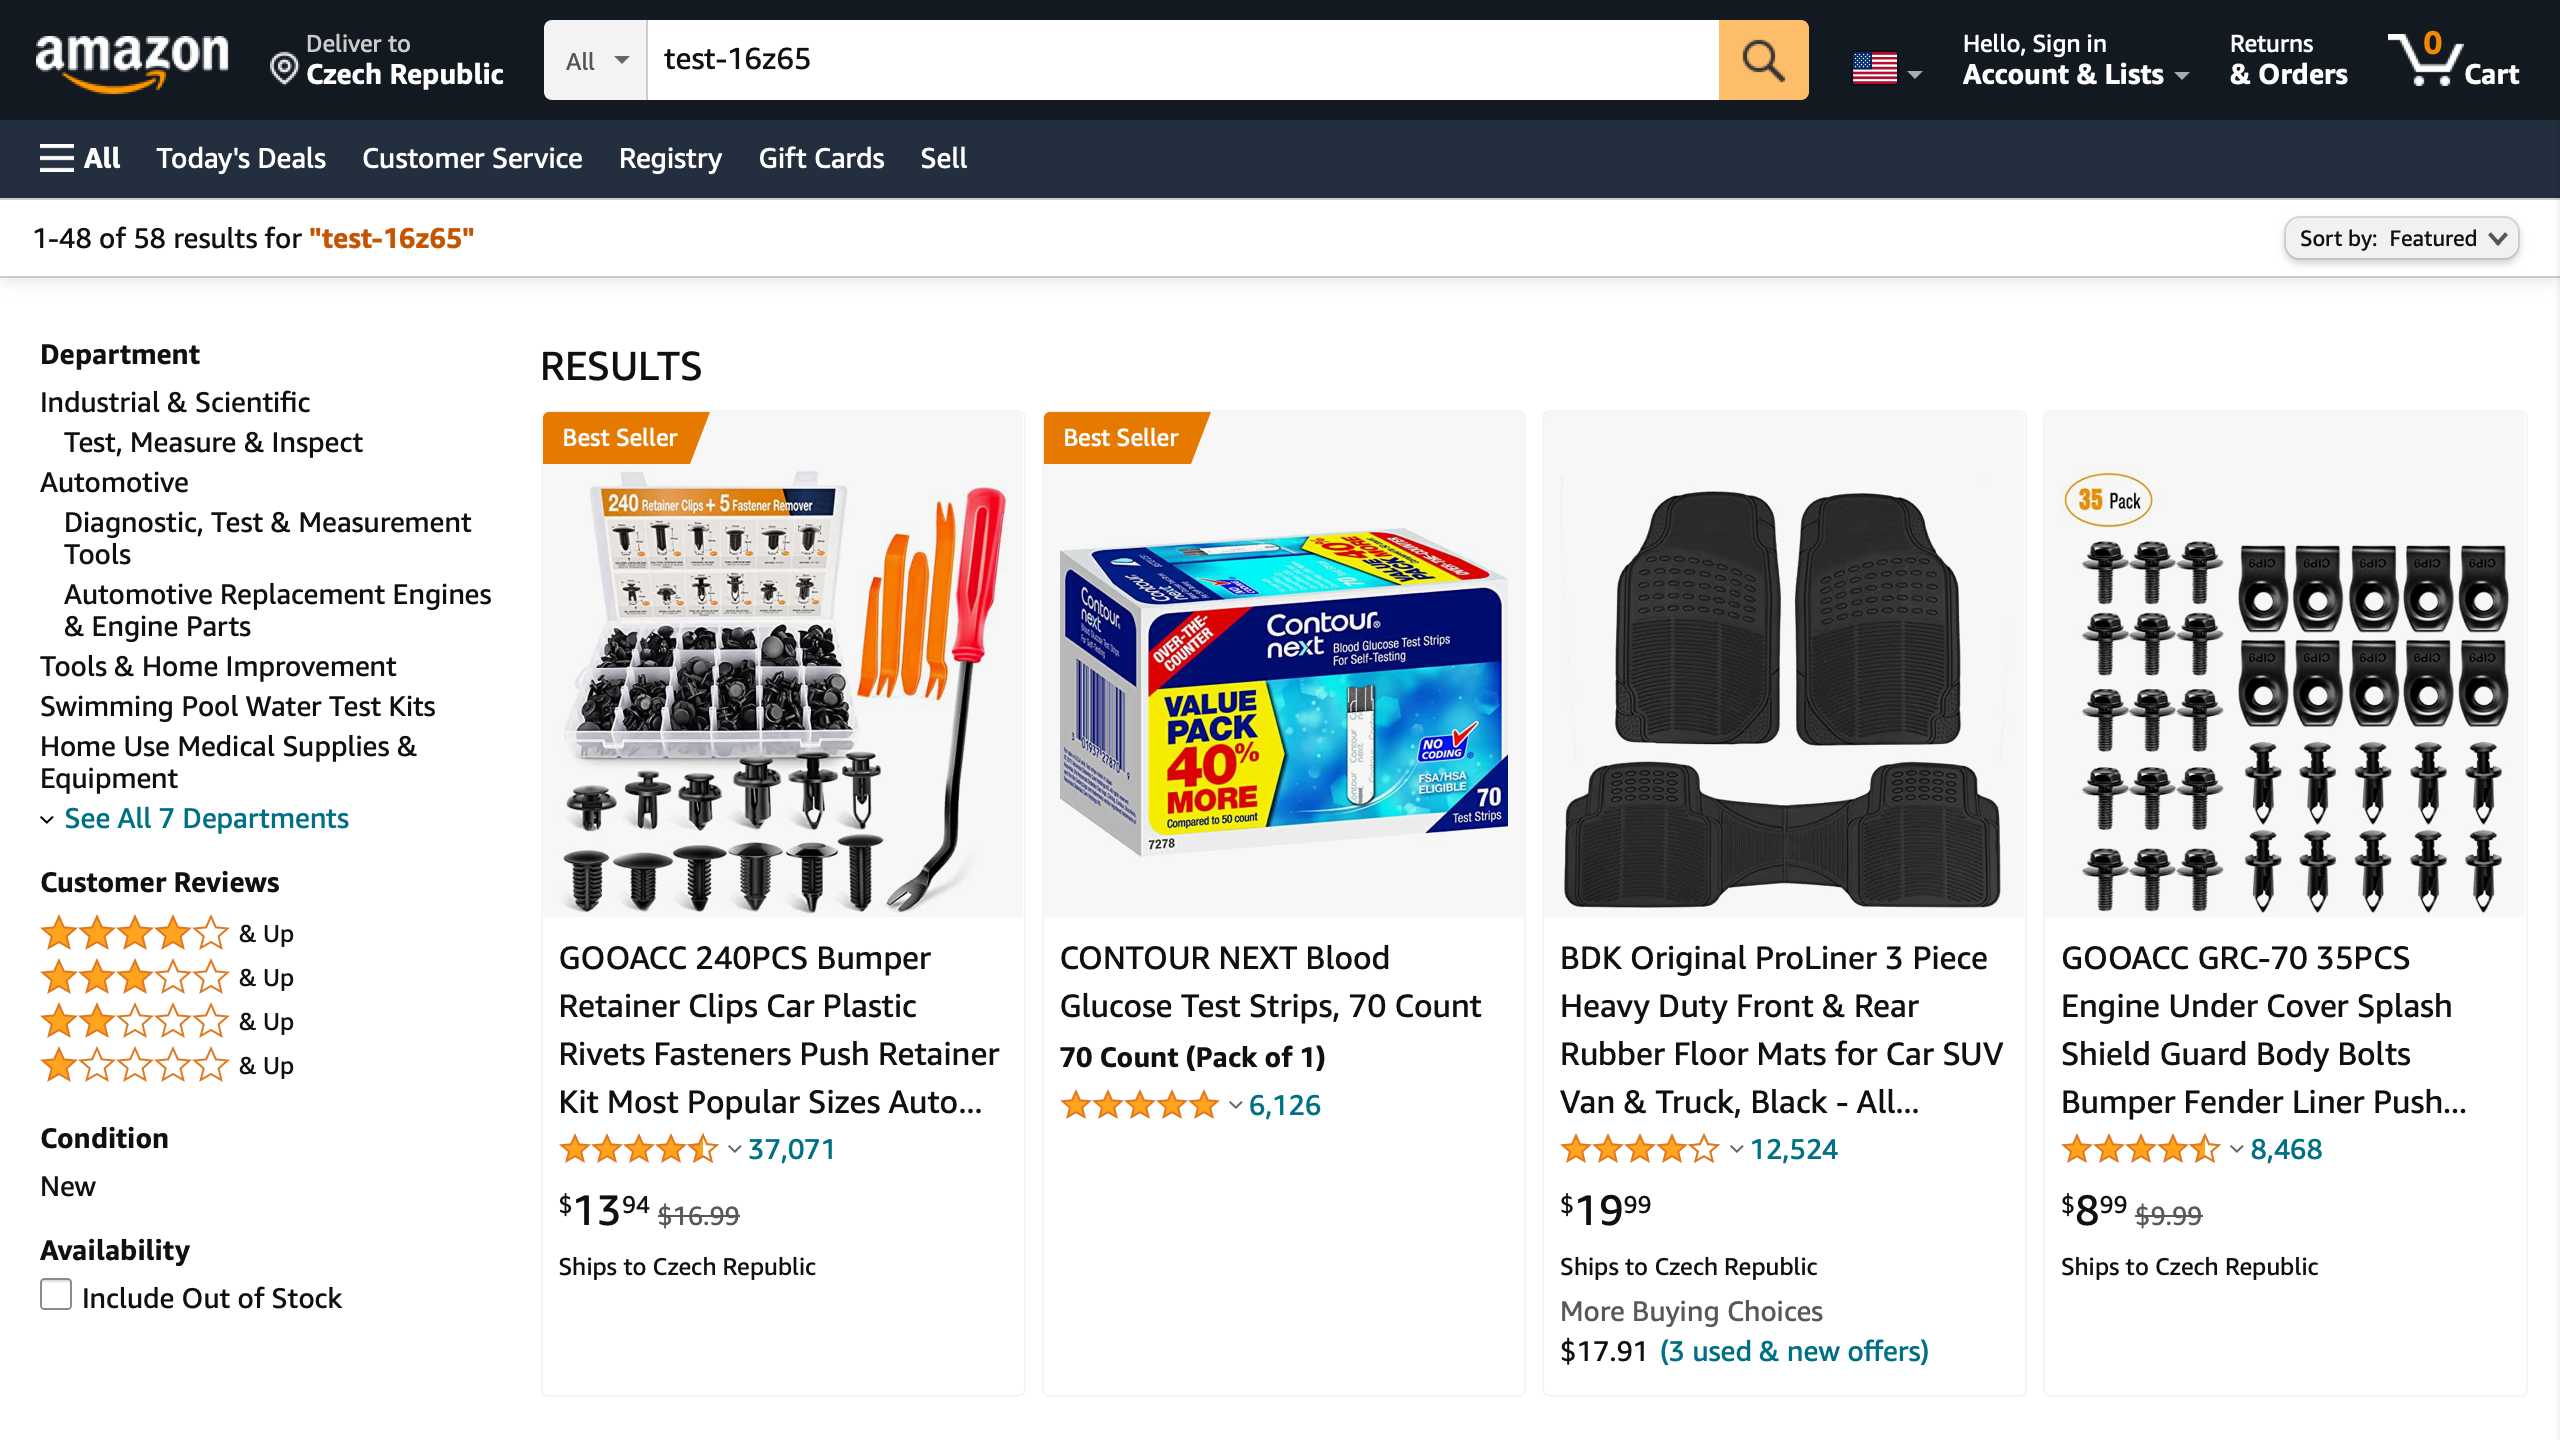 amazon
Deliver to
Czech Republic
All
test-16z65
Hello, Sign in
Account & Lists
Returns
& Orders
0
Cart
All
Today's Deals
Customer Service
Registry
Gift Cards
Sell
1-48 of 58 results for "test-16z65"
Sort by: Featured
Department
Industrial & Scientific
Test, Measure & Inspect
Automotive
Diagnostic, Test & Measurement
Tools
Automotive Replacement Engines
& Engine Parts
Tools & Home Improvement
Swimming Pool Water Test Kits
Home Use Medical Supplies &
Equipment
See All 7 Departments
Customer Reviews
& Up
& Up
& Up
& Up
Condition
New
Availability
Include Out of Stock
RESULTS
Best Seller
240 Retainer Clips + 5 Fastener Remover
GOOACC 240PCS Bumper
Retainer Clips Car Plastic
Rivets Fasteners Push Retainer
Kit Most Popular Sizes Auto...
37,071
$13 94 $16.99
Ships to Czech Republic
Best Seller
OVER-THE-COUNTER
40% MORE
VALUE PACK
Contour next
OVER-THE-
COUNTER
Contour
next Blood Glucose Test Strips
For Self-Testing
VALUE
PACK
40%
MORE
Compared to 50 count
NO
CODING
FSA/HSA
ELIGIBLE
70
Test Strips
7278
CONTOUR NEXT Blood
Glucose Test Strips, 70 Count
70 Count (Pack of 1)
6,126
BDK Original ProLiner 3 Piece
Heavy Duty Front & Rear
Rubber Floor Mats for Car SUV
Van & Truck, Black - All...
12,524
$19 99
Ships to Czech Republic
More Buying Choices
$17.91 (3 used & new offers)
35 Pack
GOOACC GRC-70 35PCS
Engine Under Cover Splash
Shield Guard Body Bolts
Bumper Fender Liner Push...
8,468
$8 99 $9.99
Ships to Czech Republic